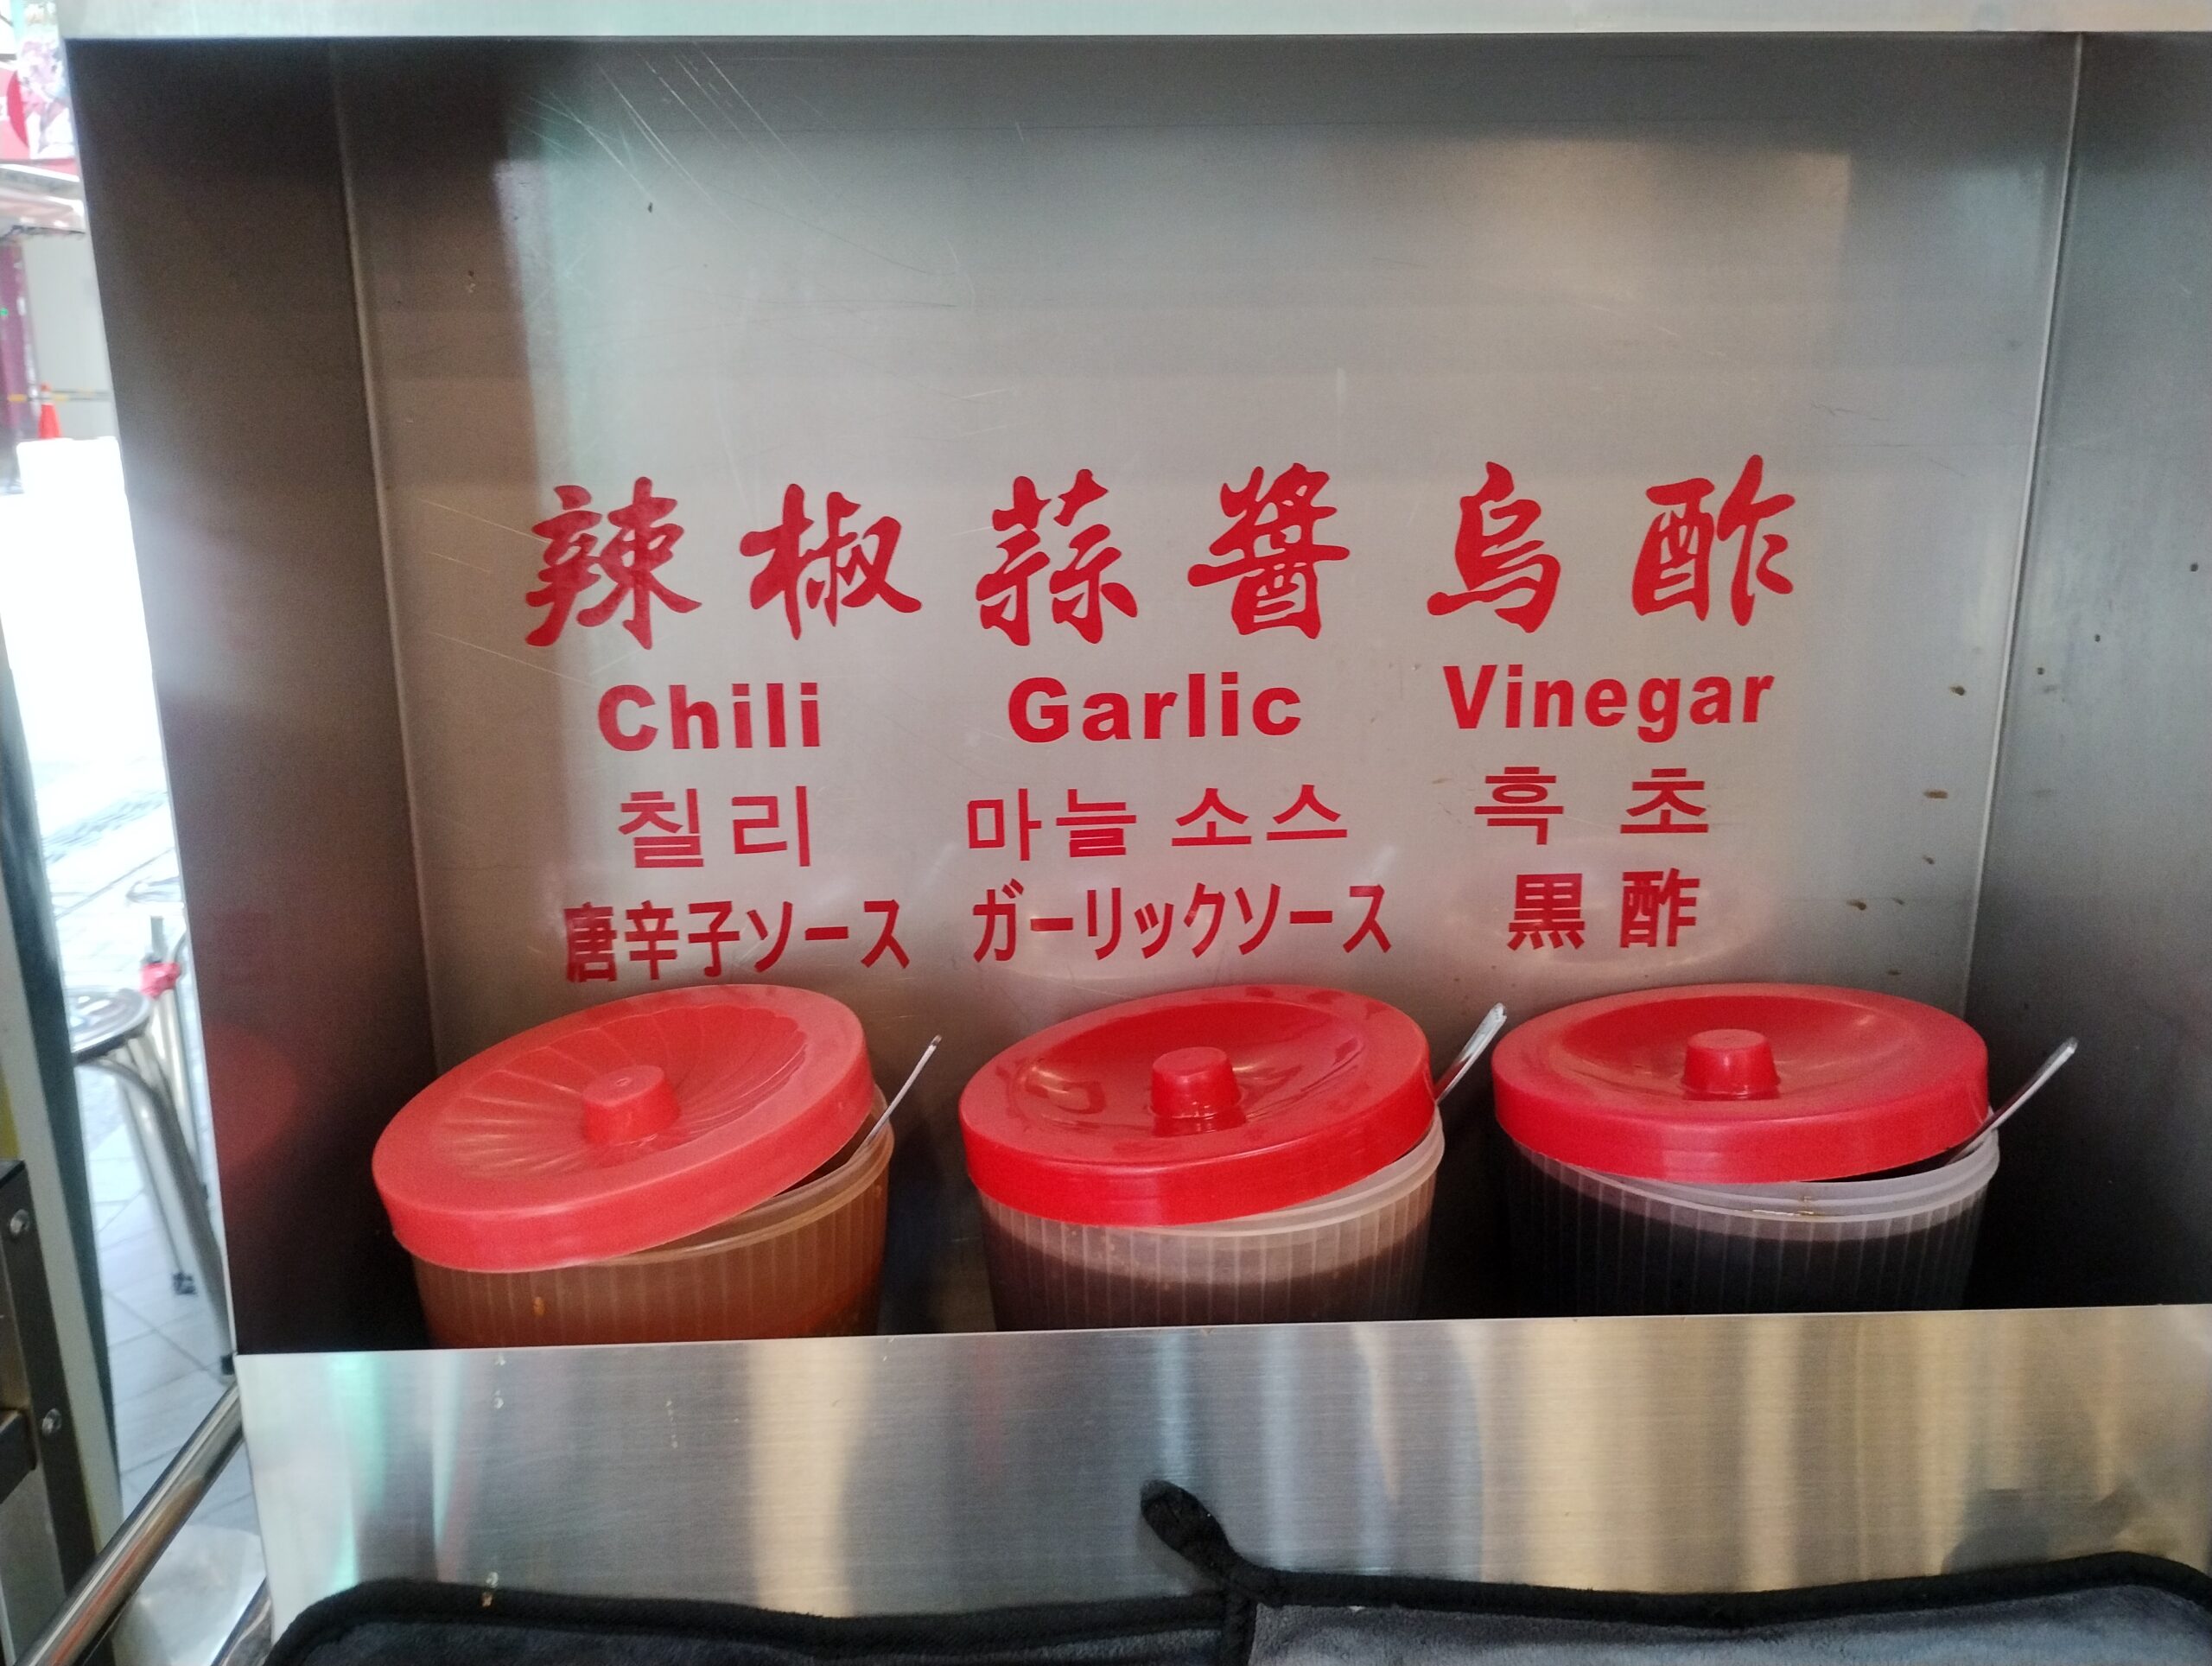 辣椒 蒜醬 烏酢
Chili Garlic Vinegar
칠리 마늘 소스 흑초
唐辛子ソース ガーリックソース 黒酢